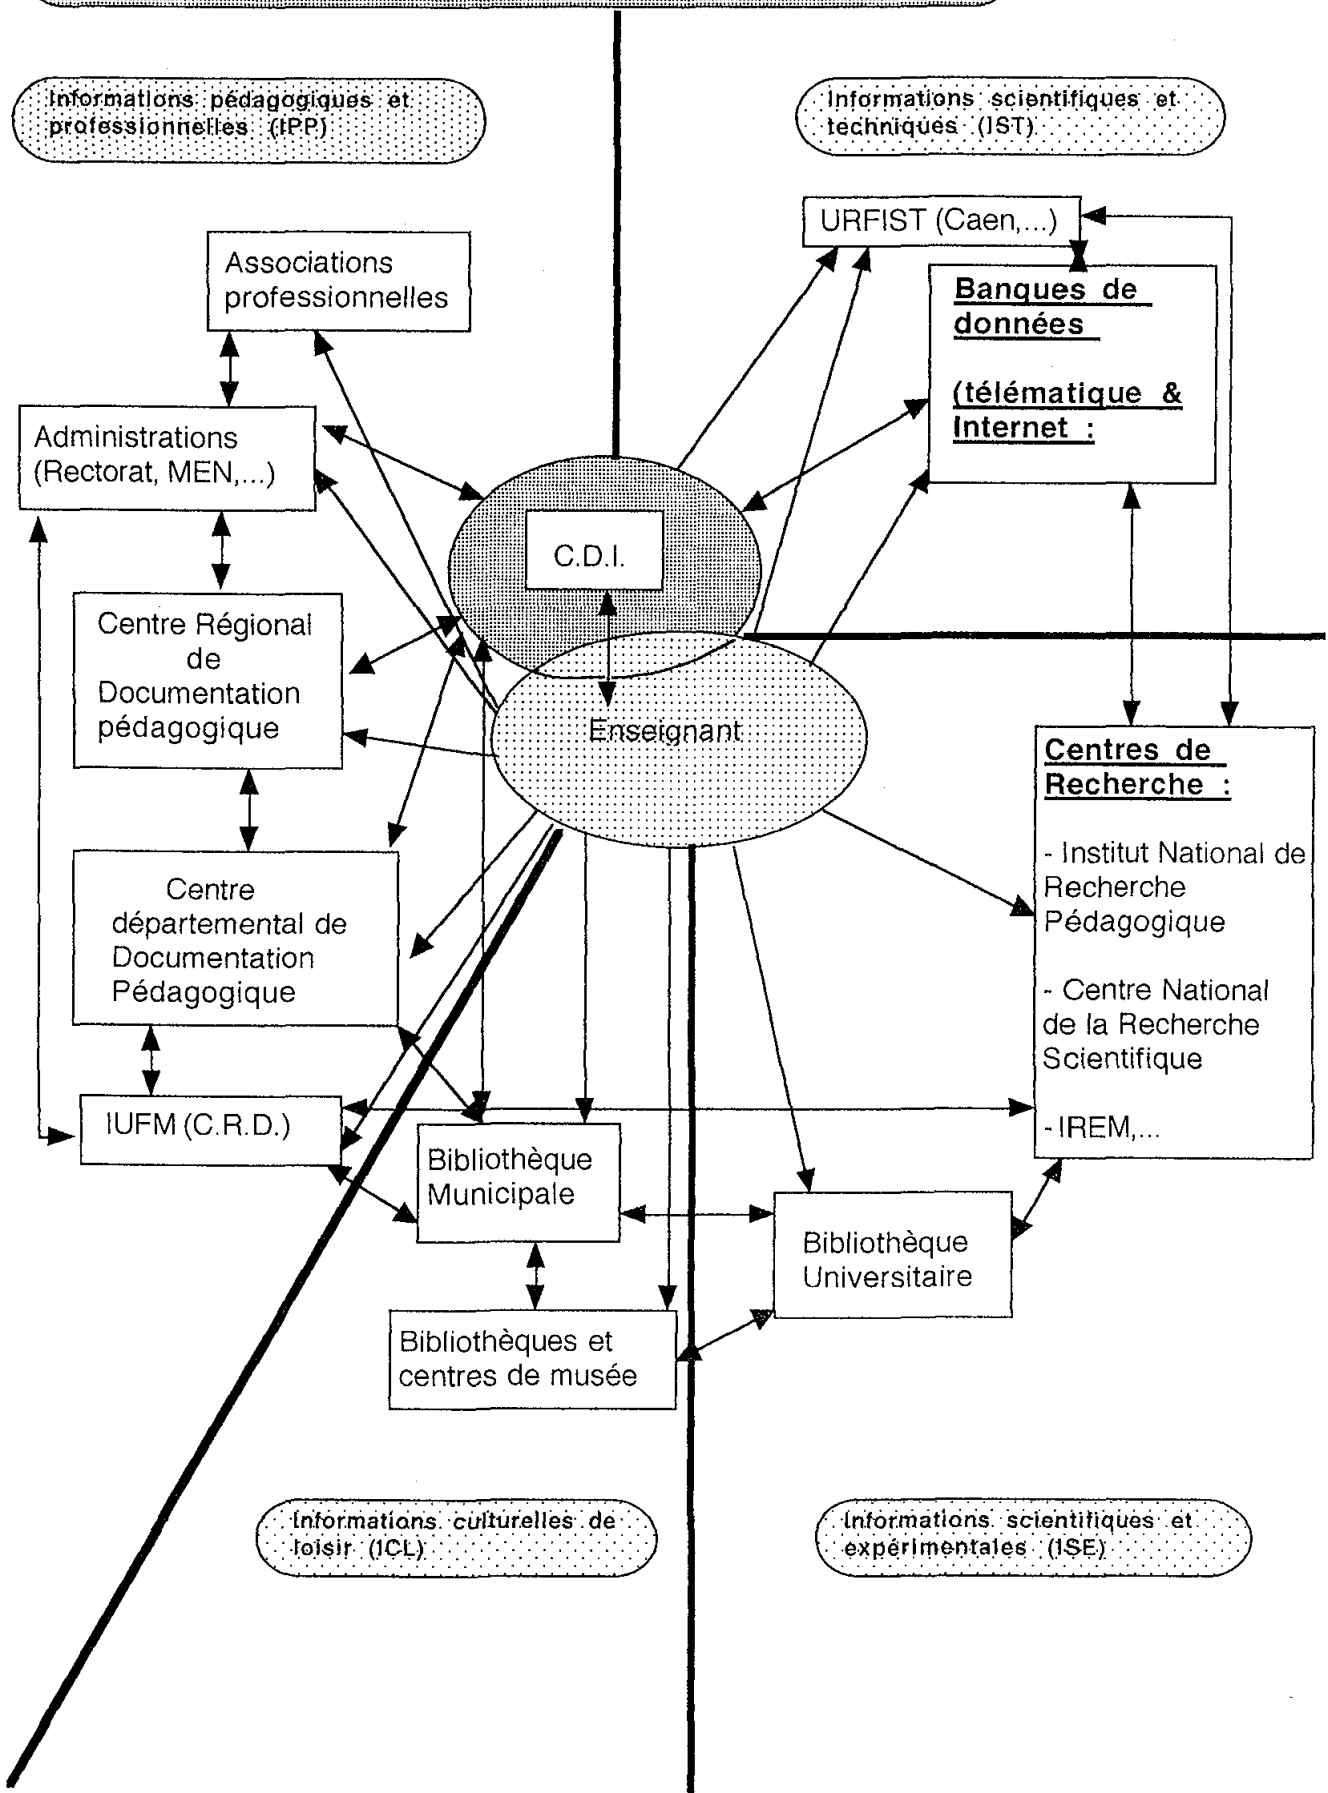 Informations pédagogiques et
professionnelles (IPP)
Informations scientifiques et
techniques (IST)
URFIST (Caen,...)
Associations
professionnelles
Banques de
données
(télématique &
Internet :
Administrations
(Rectorat, MEN,...)
C.D.I.
Centre Régional
de
Documentation
pédagogique
Enseignant
Centres de
Recherche :
- Institut National de
Recherche
Pédagogique
- Centre National
de la Recherche
Scientifique
- IREM,...
Centre
départemental de
Documentation
Pédagogique
IUFM (C.R.D.)
Bibliothèque
Municipale
Bibliothèque
Universitaire
Bibliothèques et
centres de musée
Informations culturelles de
loisir (ICL)
Informations scientifiques et
expérimentales (ISE)